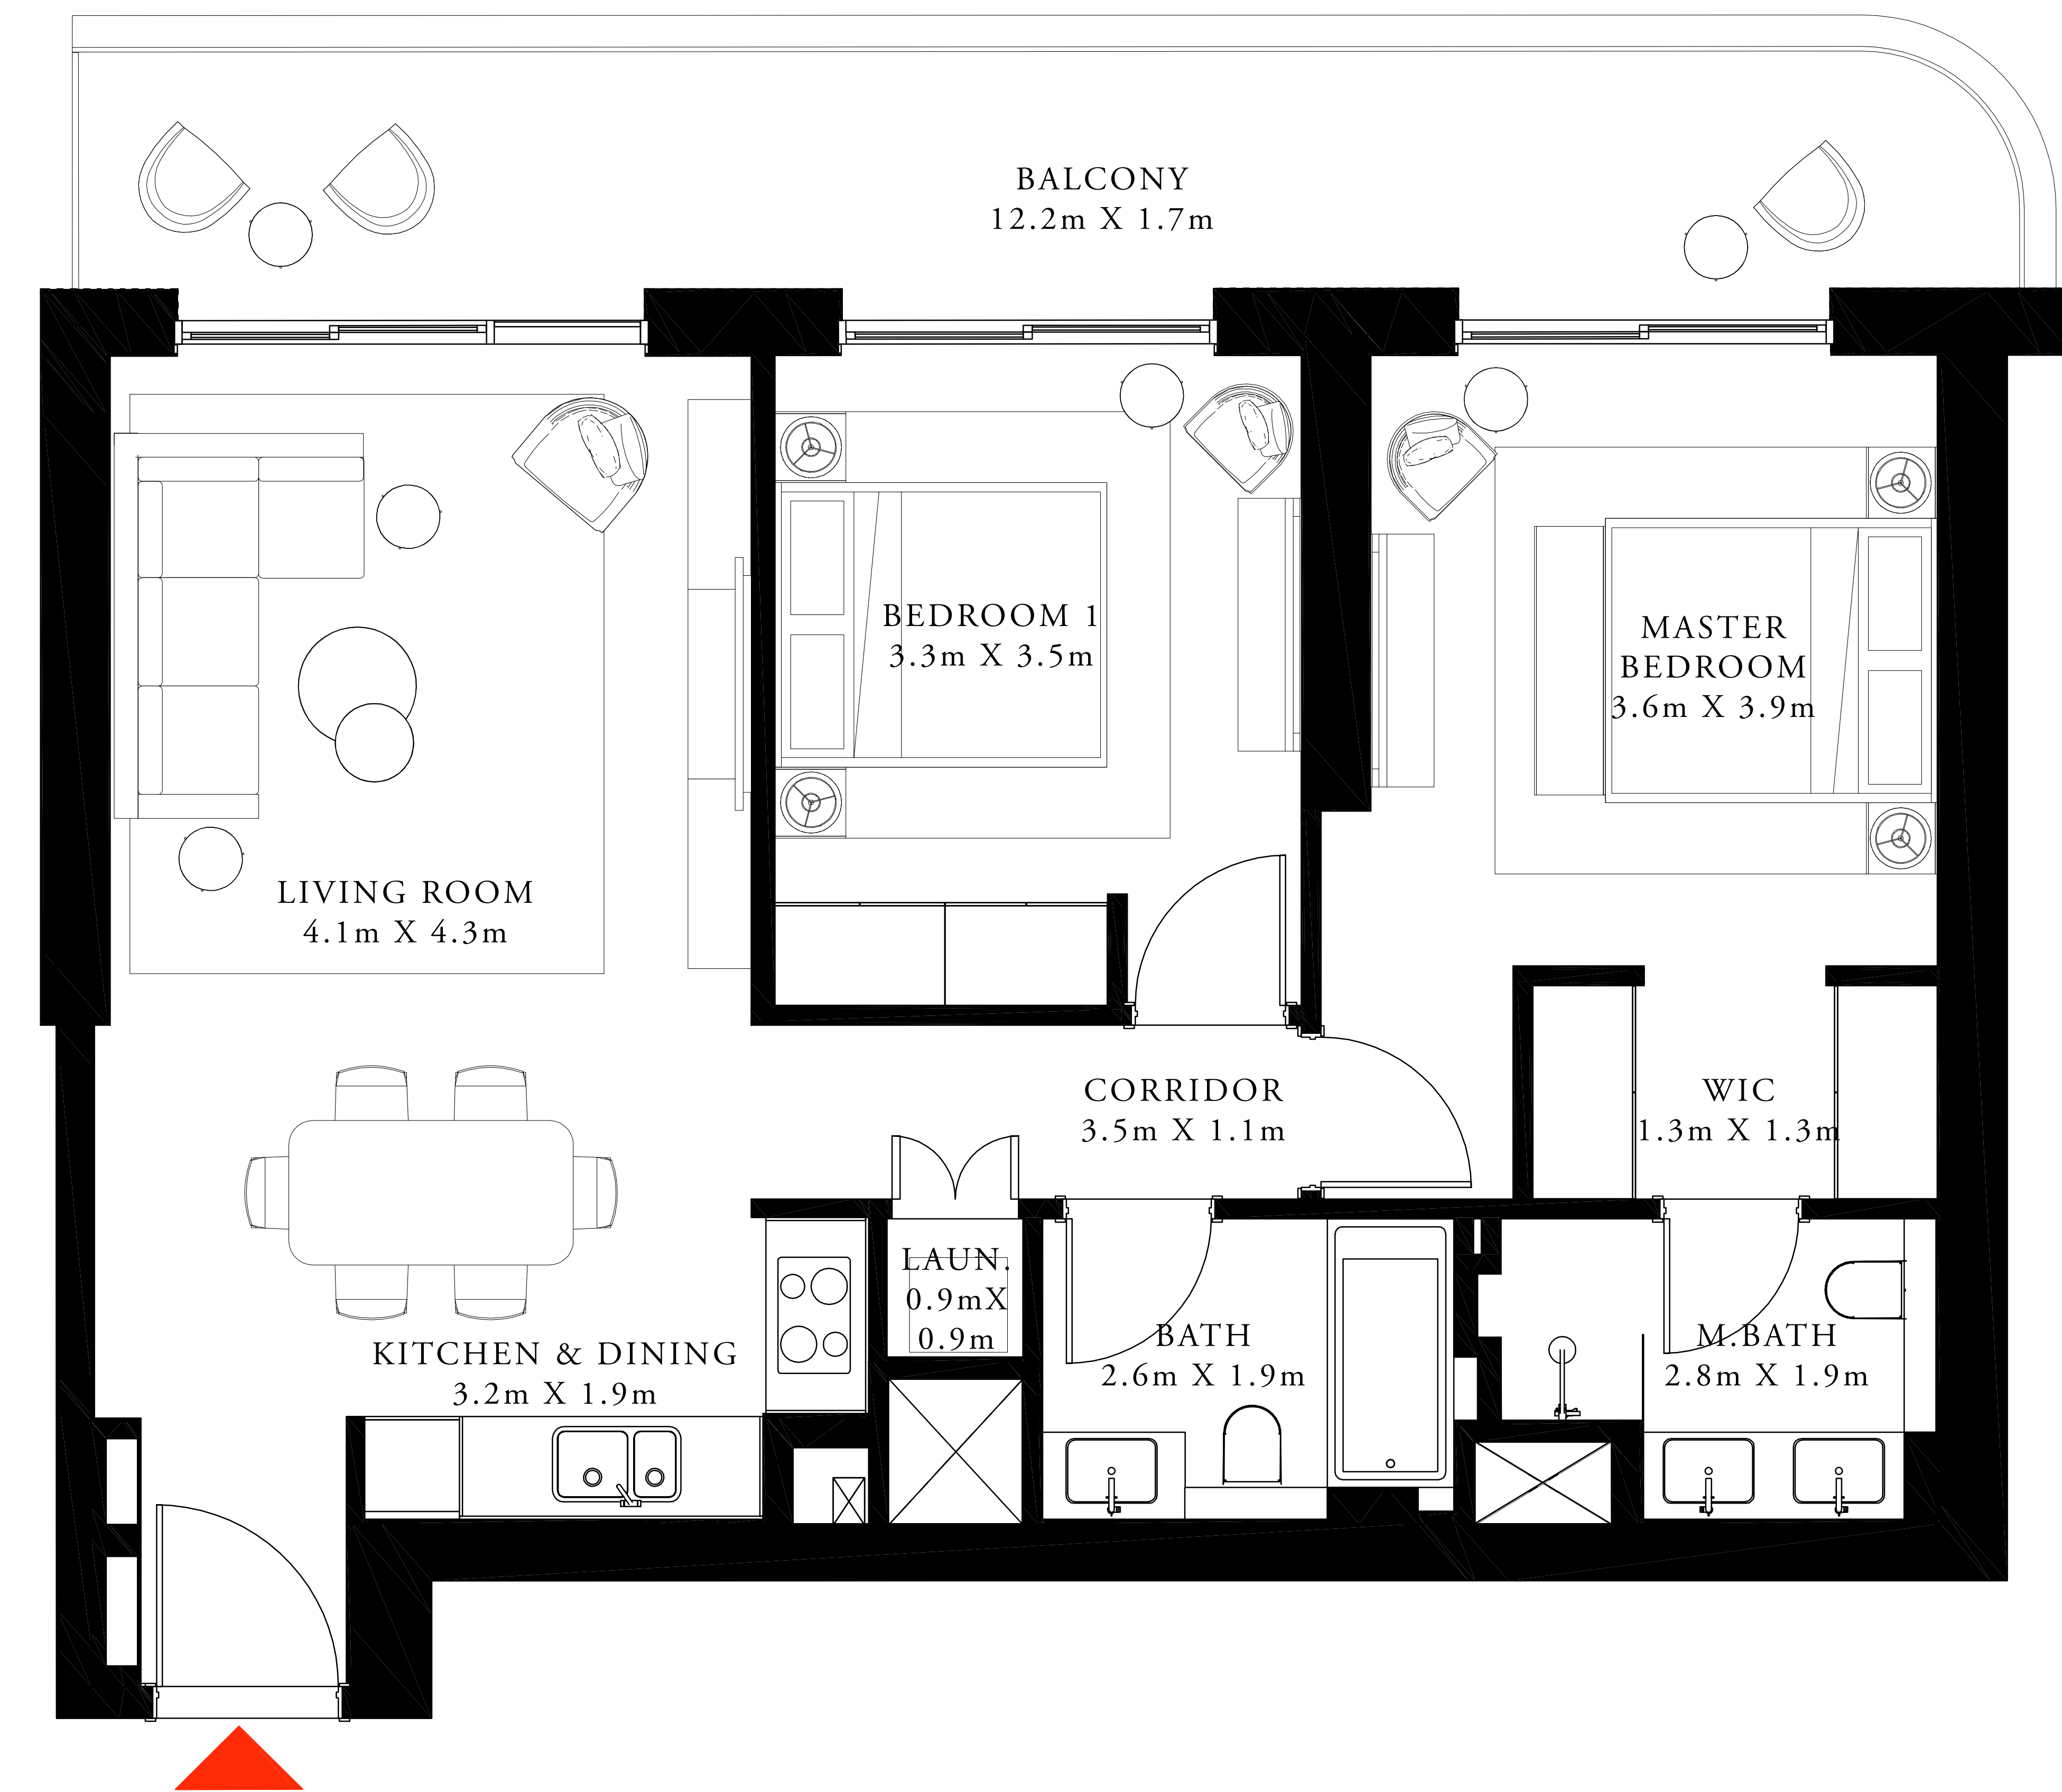 BALCONY
12.2m X 1.7m
BEDROOM 1
3.3m X 3.5m
MASTER
BEDROOM
3.6m X 3.9m
LIVING ROOM
4.1m X 4.3m
CORRIDOR
3.5m X 1.1m
WIC
1.3m X 1.3m
LAUN.
0.9mX
0.9m
BATH
2.6m X 1.9m
M.BATH
2.8m X 1.9m
KITCHEN & DINING
3.2m X 1.9m